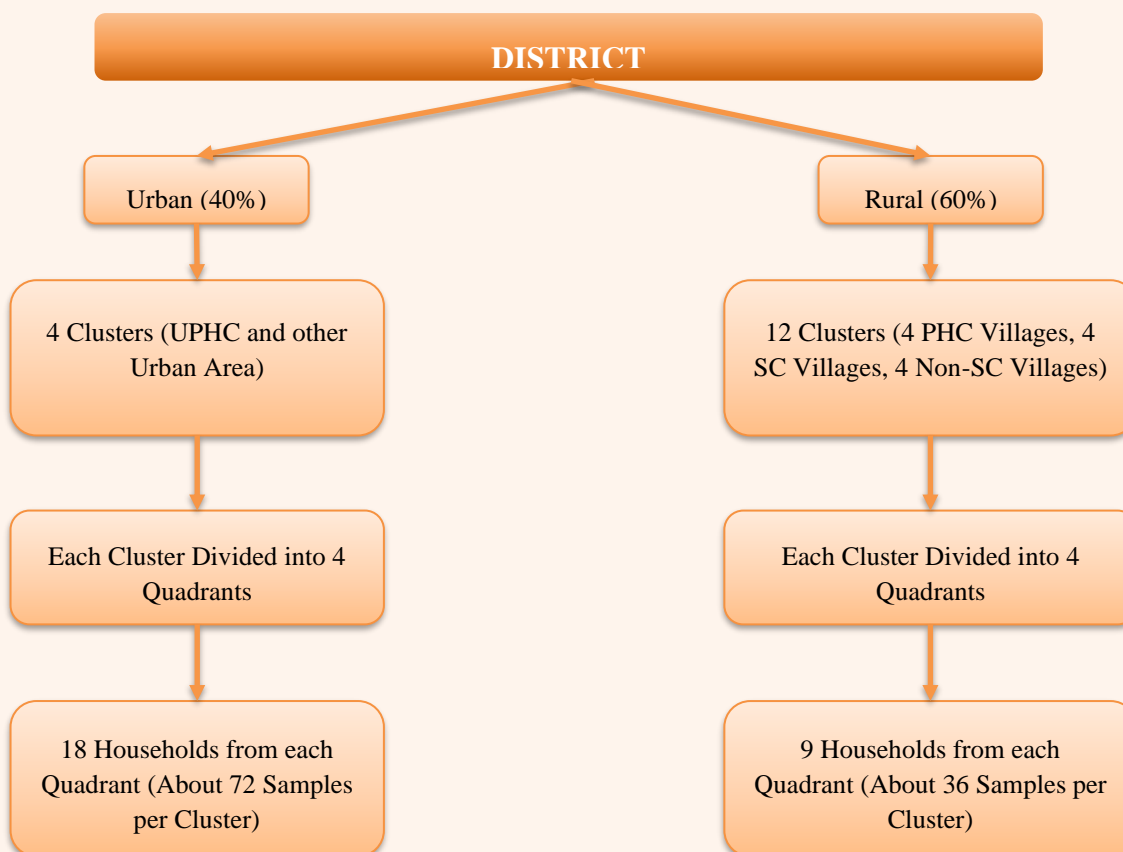 DISTRICT
Urban (40%)
Rural (60%)
4 Clusters (UPHC and other
Urban Area)
12 Clusters (4 PHC Villages, 4
SC Villages, 4 Non-SC Villages)
Each Cluster Divided into 4
Quadrants
Each Cluster Divided into 4
Quadrants
18 Households from each
Quadrant (About 72 Samples
per Cluster)
9 Households from each
Quadrant (About 36 Samples per
Cluster)